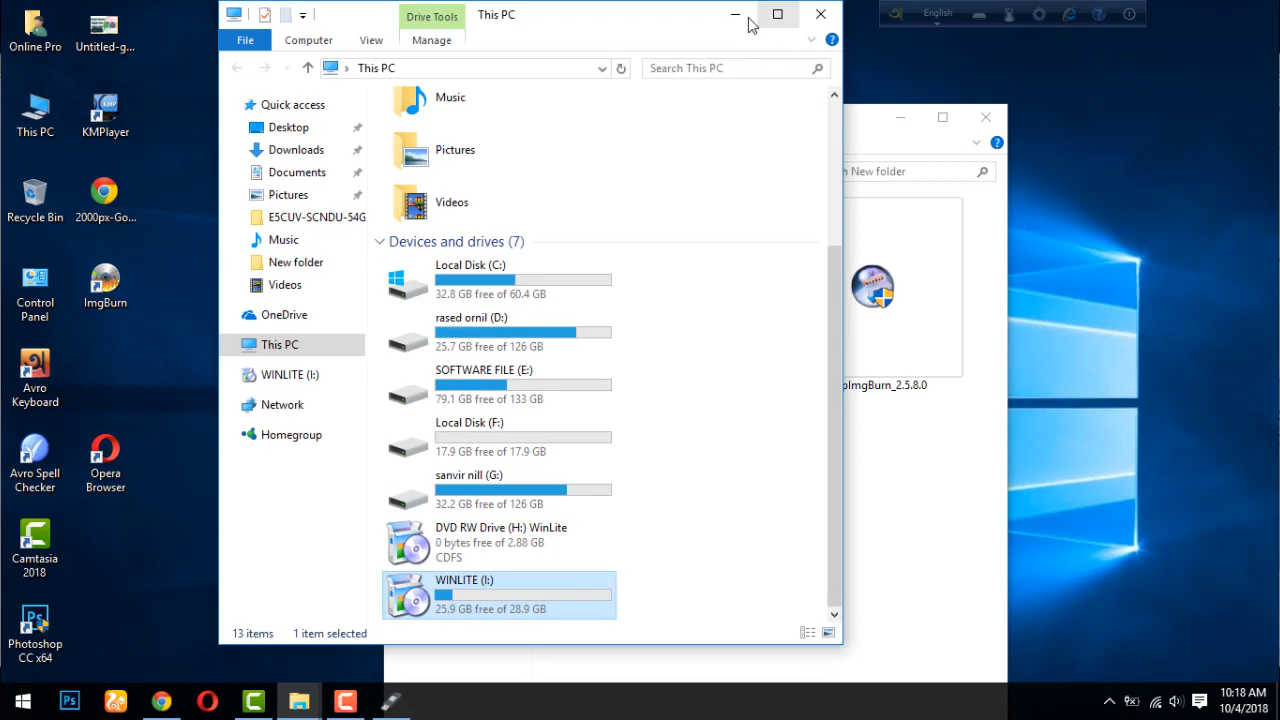 Online Pro
Untitled-g...
This PC
KMPlayer
Recycle Bin
2000px-Go...
Control
Panel
ImgBurn
Avro
Keyboard
Avro Spell
Checker
Opera
Browser
Camtasia
2018
Photoshop
CC x64
Drive Tools
This PC
File
Computer
View
Manage
This PC
Search This PC
Quick access
Desktop
Downloads
Documents
Pictures
E5CUV-SCNDU-54G
Music
New folder
Videos
OneDrive
This PC
WINLITE (I:)
Network
Homegroup
Music
Pictures
Videos
Devices and drives (7)
Local Disk (C:)
32.8 GB free of 60.4 GB
rased ornil (D:)
25.7 GB free of 126 GB
SOFTWARE FILE (E:)
79.1 GB free of 133 GB
Local Disk (F:)
17.9 GB free of 17.9 GB
sanvir nill (G:)
32.2 GB free of 126 GB
DVD RW Drive (H:) WinLite
0 bytes free of 2.88 GB
CDFS
WINLITE (I:)
25.9 GB free of 28.9 GB
13 items
1 item selected
English
h New folder
pImgBurn_2.5.8.0
10:18 AM
10/4/2018